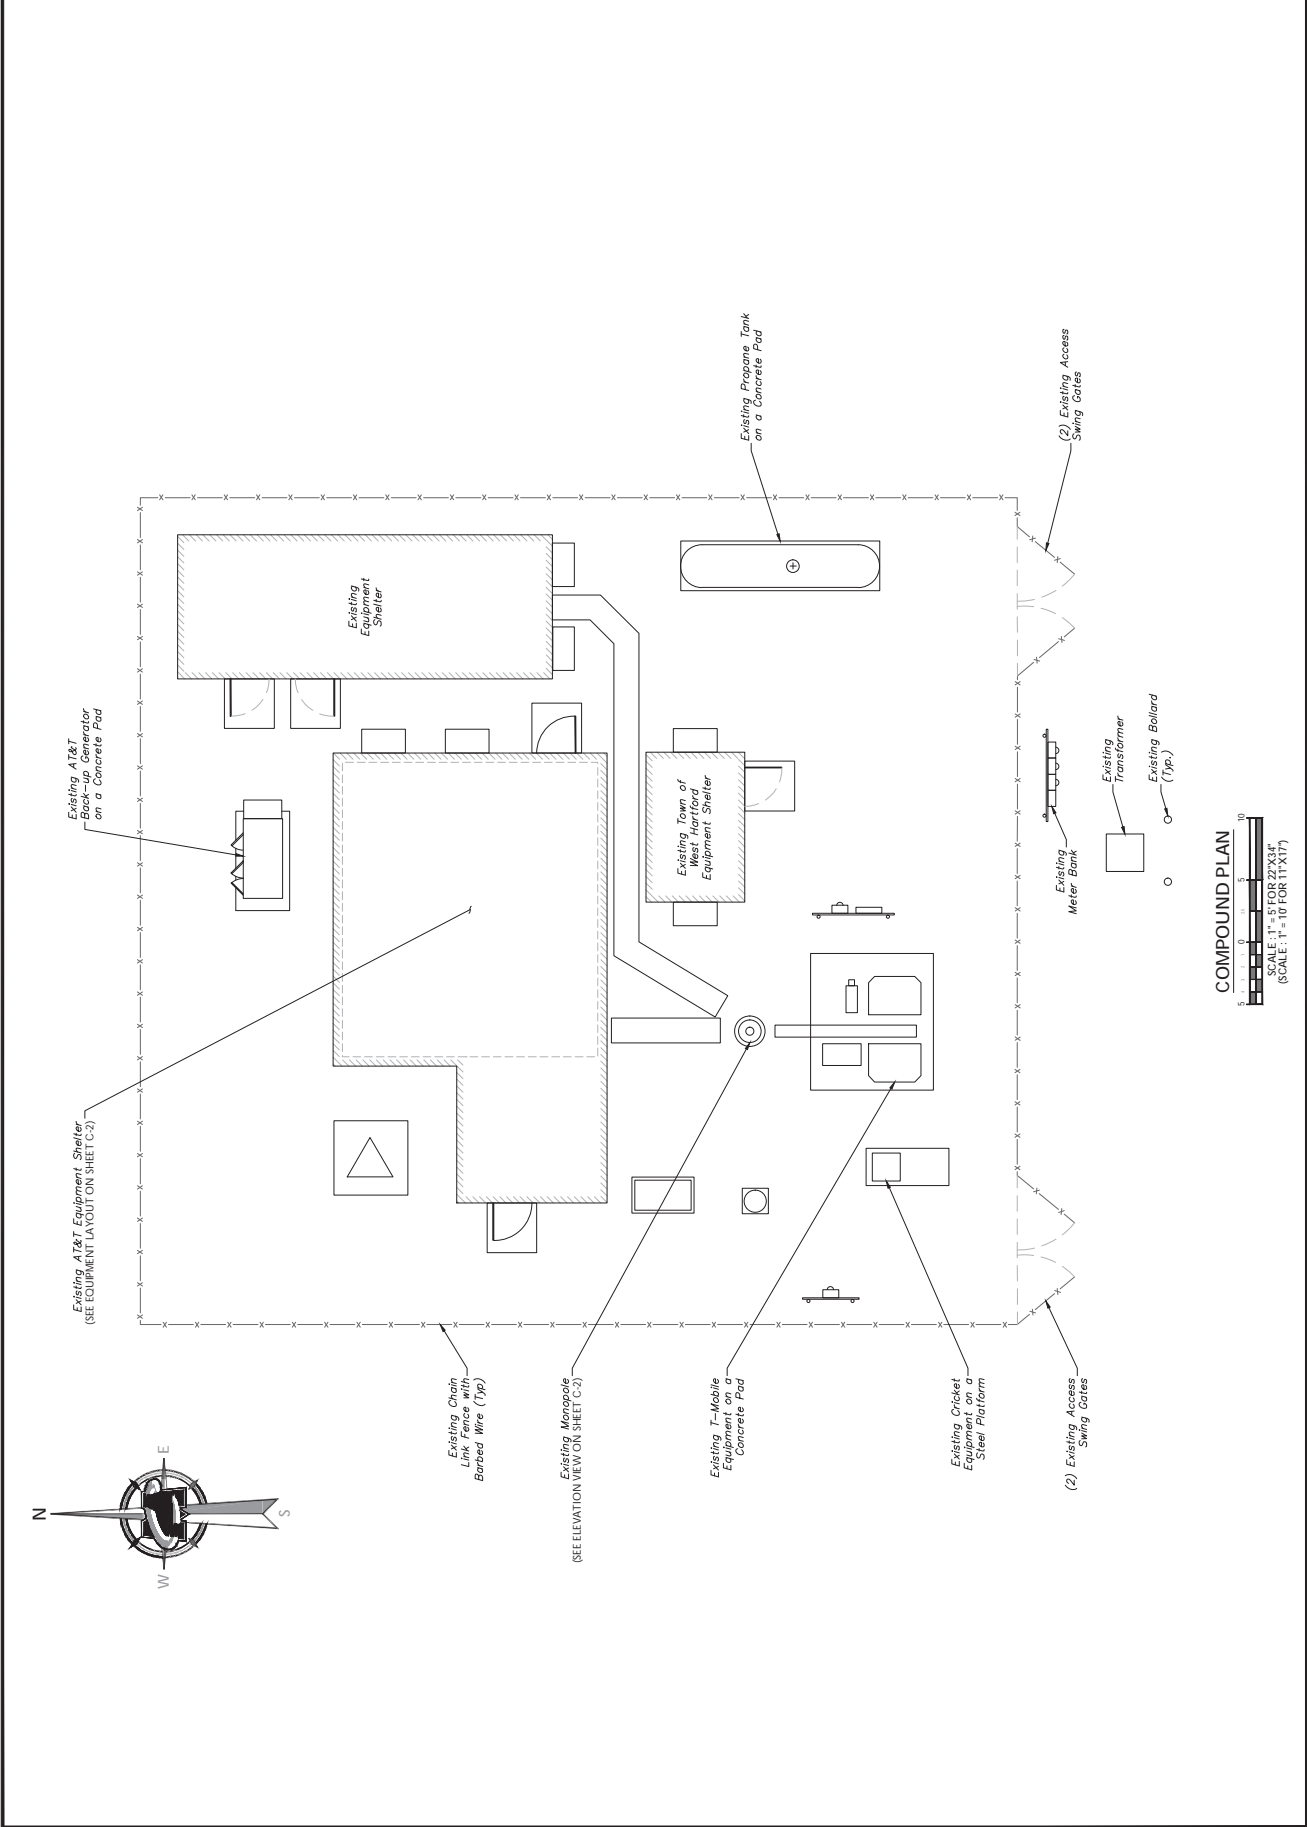 N
W
E
S
Existing AT&T Equipment Shelter
(SEE EQUIPMENT LAYOUT ON SHEET C-2)
Existing AT&T
Back-up Generator
on a Concrete Pad
Existing Chain
Link Fence with
Barbed Wire (Typ)
Existing
Equipment
Shelter
Existing Monopole
(SEE ELEVATION VIEW ON SHEET C-2)
Existing Town of
West Hartford
Equipment Shelter
Existing T-Mobile
Equipment on a
Concrete Pad
Existing Propane Tank
on a Concrete Pad
Existing Cricket
Equipment on a
Steel Platform
(2) Existing Access
Swing Gates
Existing
Meter Bank
(2) Existing Access
Swing Gates
Existing
Transformer
Existing Bollard
(Typ.)
COMPOUND PLAN
5 0 5 10
SCALE : 1" = 5' FOR 22"X34"
(SCALE : 1" = 10' FOR 11"X17")